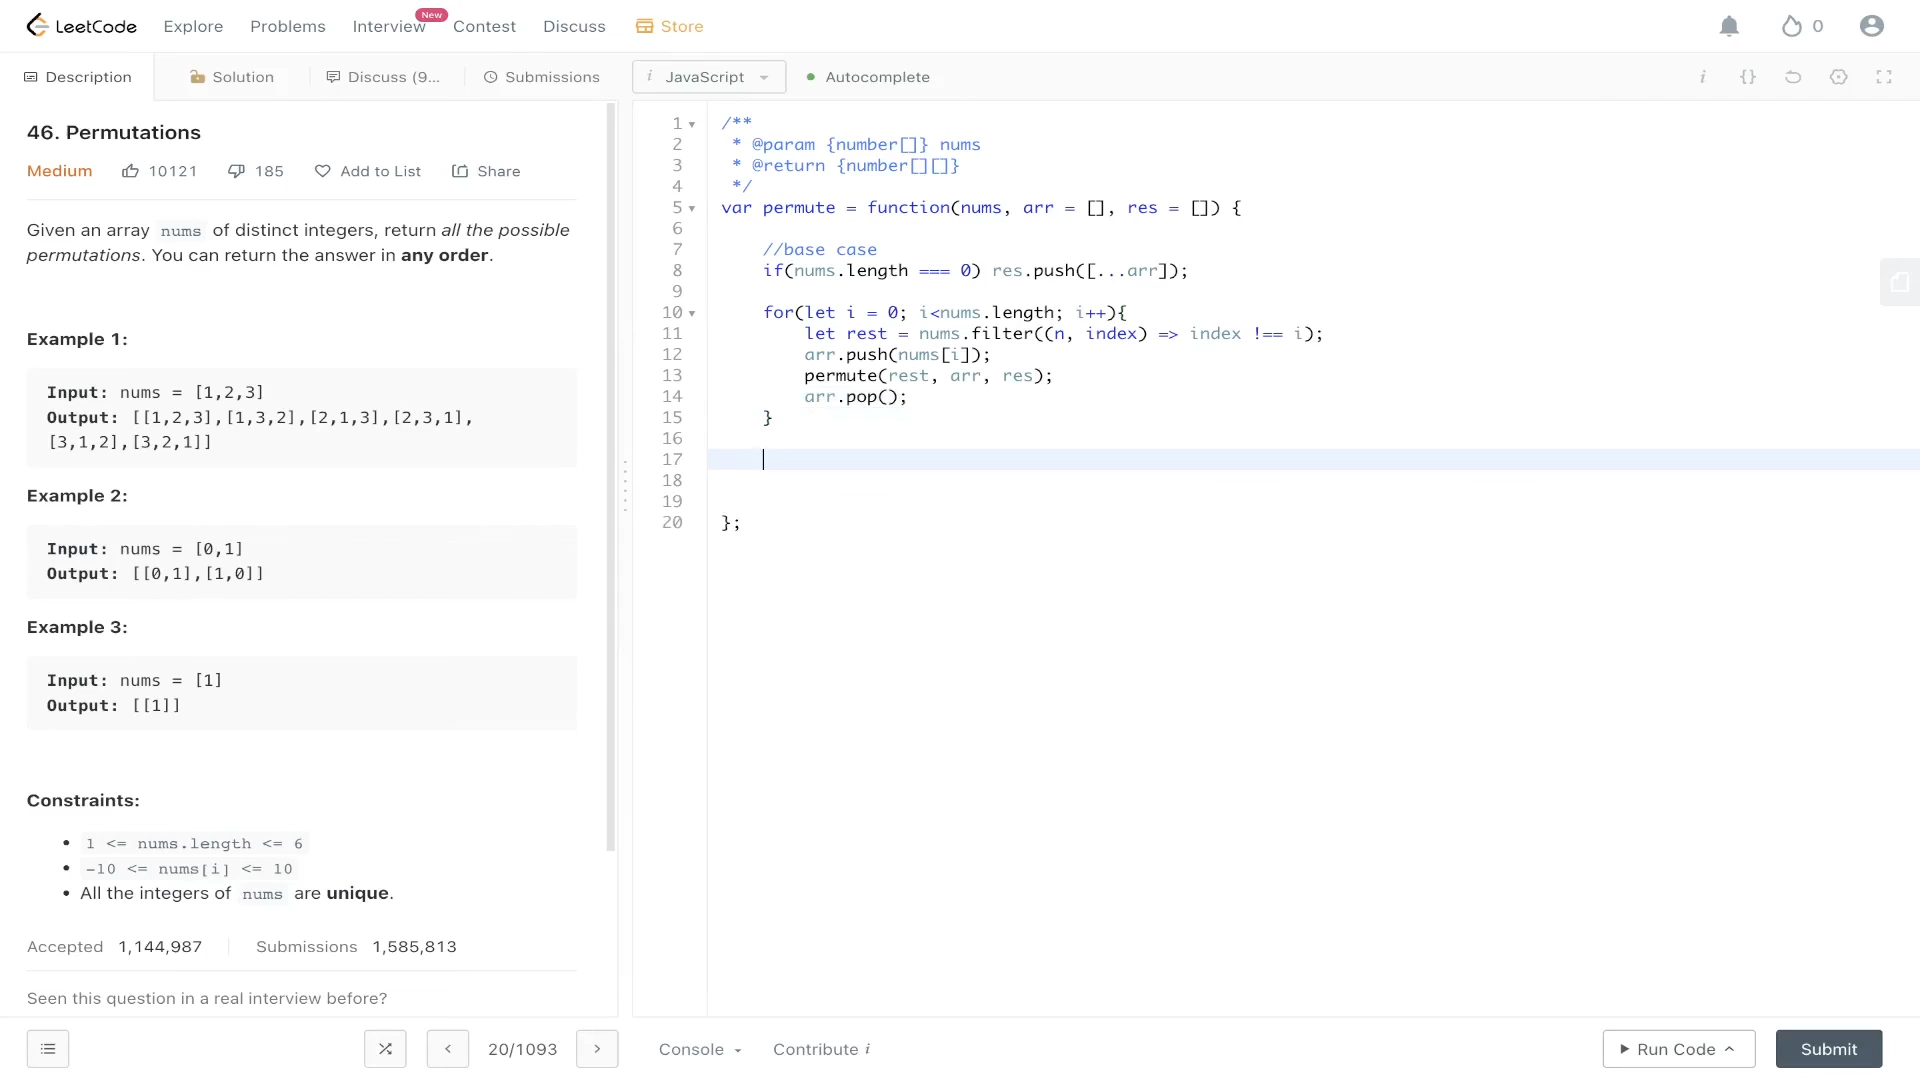 LeetCode
Explore
Problems
Interview
New
Contest
Discuss
Store
0
Description
Solution
Discuss (9...
Submissions
i JavaScript
Autocomplete
i
{}
46. Permutations
Medium
10121
185
Add to List
Share
Given an array nums of distinct integers, return all the possible
permutations. You can return the answer in any order.
Example 1:
Input: nums = [1,2,3]
Output: [[1,2,3],[1,3,2],[2,1,3],[2,3,1],
[3,1,2],[3,2,1]]
Example 2:
Input: nums = [0,1]
Output: [[0,1],[1,0]]
Example 3:
Input: nums = [1]
Output: [[1]]
Constraints:
• 1 <= nums.length <= 6
• -10 <= nums[i] <= 10
• All the integers of nums are unique.
Accepted 1,144,987
Submissions 1,585,813
Seen this question in a real interview before?
1 /**
2 * @param {number[]} nums
3 * @return {number[][]}
4 */
5 var permute = function(nums, arr = [], res = []) {
6
7 //base case
8 if(nums.length === 0) res.push([...arr]);
9
10 for(let i = 0; i<nums.length; i++){
11 let rest = nums.filter((n, index) => index !== i);
12 arr.push(nums[i]);
13 permute(rest, arr, res);
14 arr.pop();
15 }
16
17
18
19
20 };
20/1093
Console
Contribute i
Run Code
Submit